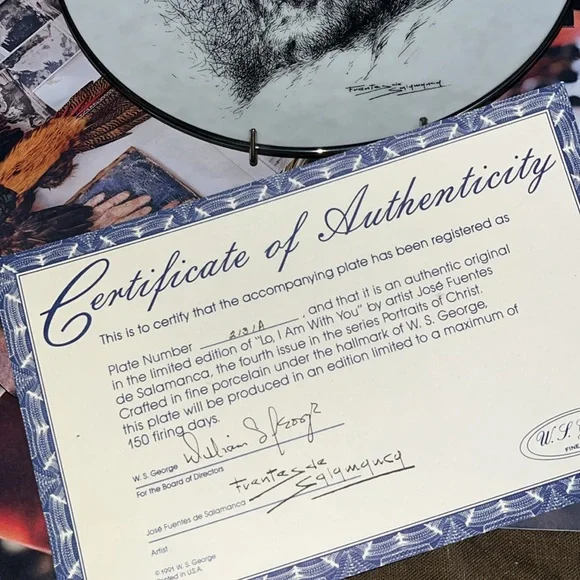 Fuentes de
Salamanca
Certificate of Authenticity
This is to certify that the accompanying plate has been registered as
Plate Number , and that it is an authentic original
in the limited edition of "Lo, I Am With You" by artist José Fuentes
de Salamanca, the fourth issue in the series Portraits of Christ.
Crafted in fine porcelain under the hallmark of W. S. George,
this plate will be produced in an edition limited to a maximum of
150 firing days.
William S George
W. S. George
For the Board of Directors
Fuentes de
Salamanca
José Fuentes de Salamanca
Artist
© 1991 W. S. George
Printed in U.S.A.
W. S.
FINE